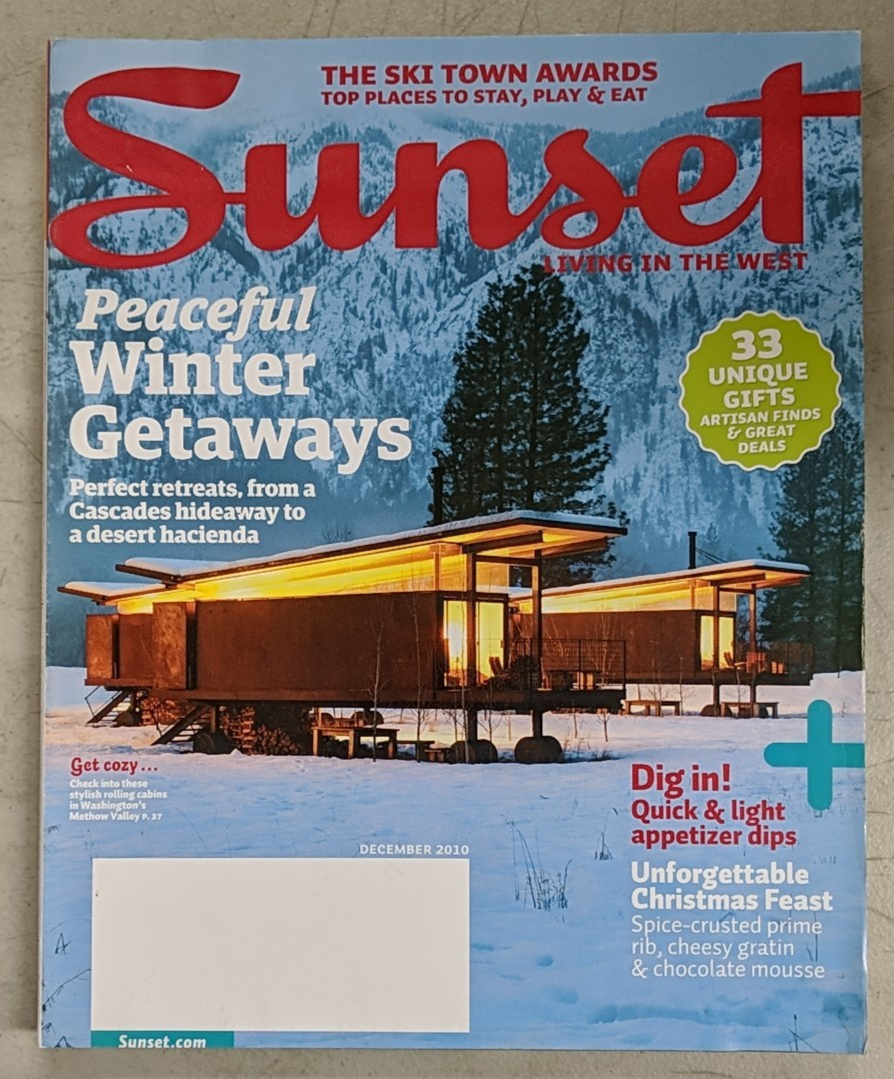 THE SKI TOWN AWARDS
TOP PLACES TO STAY, PLAY & EAT
Sunset
LIVING IN THE WEST
Peaceful
Winter
Getaways
Perfect retreats, from a
Cascades hideaway to
a desert hacienda
33
UNIQUE
GIFTS
ARTISAN FINDS
& GREAT
DEALS
Get cozy...
Check into these
stylish rolling cabins
in Washington's
Methow Valley P. 37
Dig in!
Quick & light
appetizer dips
Unforgettable
Christmas Feast
Spice-crusted prime
rib, cheesy gratin
& chocolate mousse
DECEMBER 2010
Sunset.com